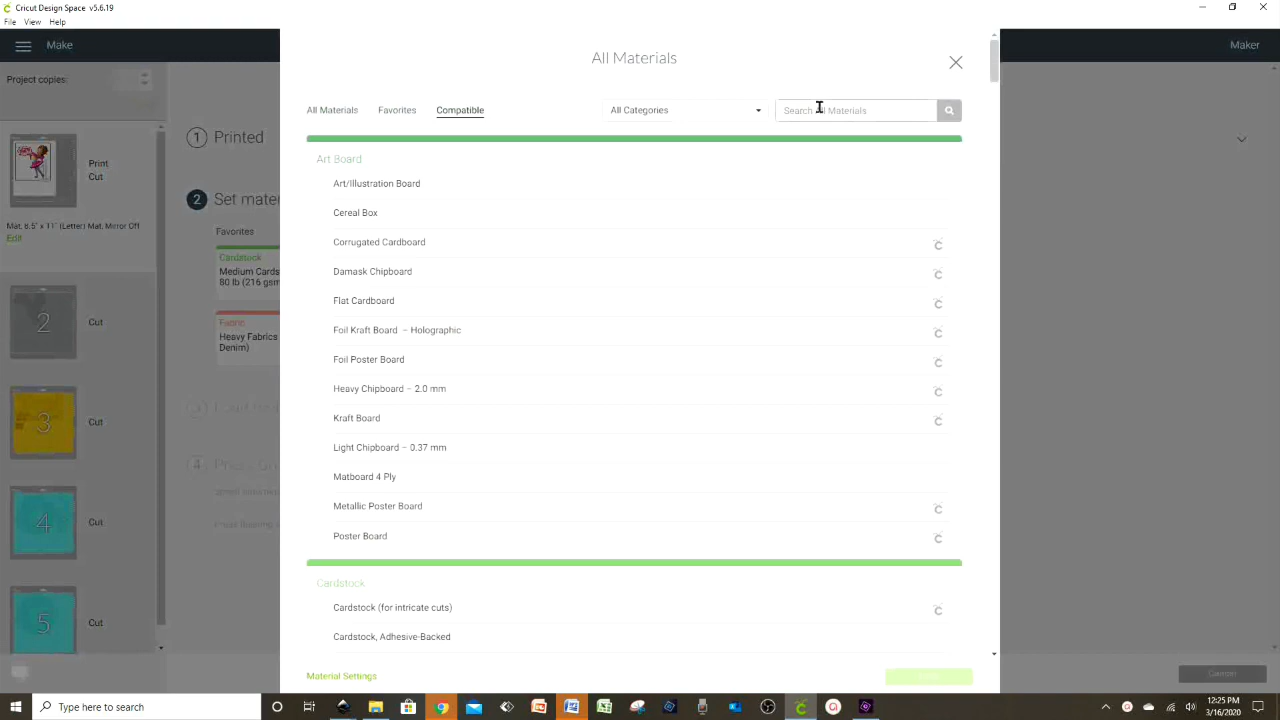 Cricut Design Space v5.6.19
Make
All Materials
Maker
Project copies:
All Materials
Favorites
Compatible
All Categories
Search All Materials
1 Printed
Print
Cut
Art Board
Art/Illustration Board
2 Set mate
Cereal Box
Mat, 8.5" x 11" (Letter) Mat, Mirror Off
Edit
Favorites
Corrugated Cardboard
Cardstock
Medium Cards
80 lb (216 gsm
Damask Chipboard
Flat Cardboard
2
Cut
Fabric
Heavy Fabrics
Denim)
Foil Kraft Board – Holographic
Foil Poster Board
Heavy Chipboard – 2.0 mm
3
Cut
Kraft Board
Light Chipboard – 0.37 mm
4
Matboard 4 Ply
Metallic Poster Board
4
Cut
Poster Board
Cardstock
Cardstock (for intricate cuts)
5
Cut
Cardstock, Adhesive-Backed
Material Settings
Type here to search
3:53 PM
3/16/2020